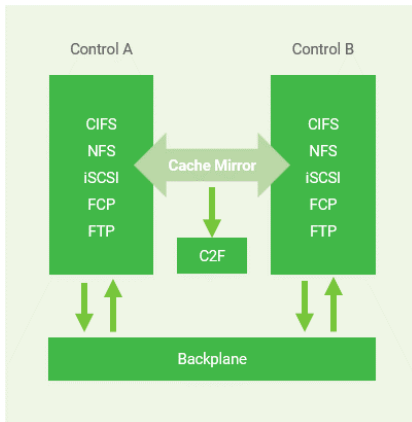 Control A
Control B
CIFS
NFS
iSCSI
FCP
FTP
Cache Mirror
C2F
CIFS
NFS
iSCSI
FCP
FTP
Backplane